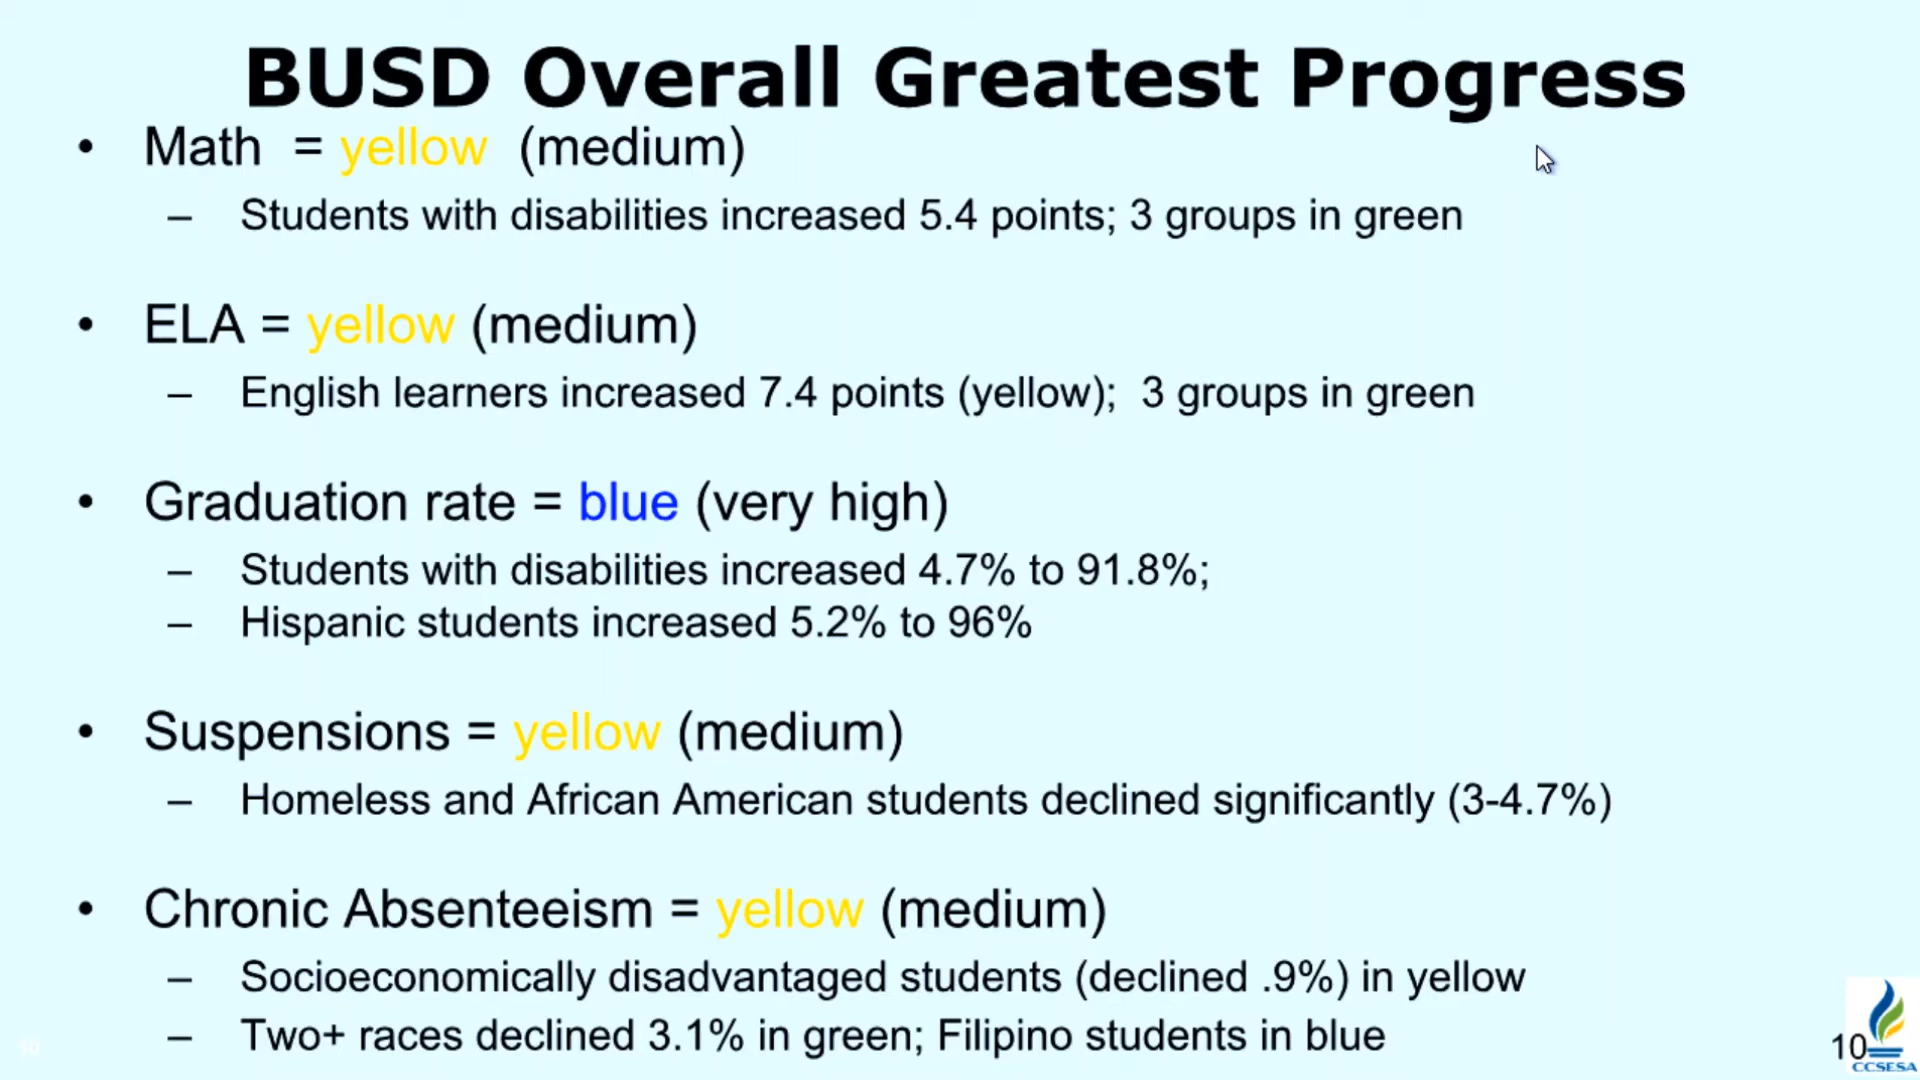 BUSD Overall Greatest Progress
• Math = yellow (medium)
– Students with disabilities increased 5.4 points; 3 groups in green
• ELA = yellow (medium)
– English learners increased 7.4 points (yellow); 3 groups in green
• Graduation rate = blue (very high)
– Students with disabilities increased 4.7% to 91.8%;
– Hispanic students increased 5.2% to 96%
• Suspensions = yellow (medium)
– Homeless and African American students declined significantly (3-4.7%)
• Chronic Absenteeism = yellow (medium)
– Socioeconomically disadvantaged students (declined .9%) in yellow
– Two+ races declined 3.1% in green; Filipino students in blue
10
10
CCSESA